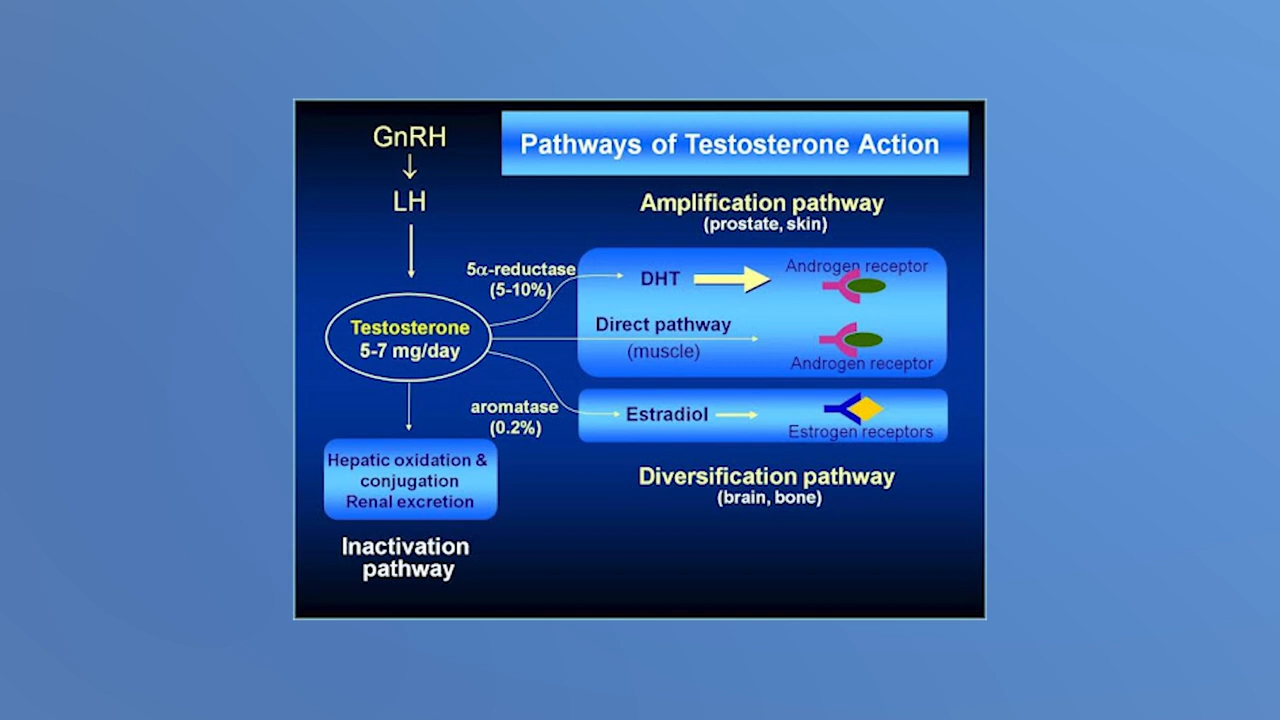 GnRH
Pathways of Testosterone Action
LH
Amplification pathway
(prostate, skin)
5α-reductase
(5-10%)
DHT
Androgen receptor
Testosterone
5-7 mg/day
Direct pathway
(muscle)
Androgen receptor
aromatase
(0.2%)
Estradiol
Estrogen receptors
Hepatic oxidation &
conjugation
Renal excretion
Diversification pathway
(brain, bone)
Inactivation
pathway